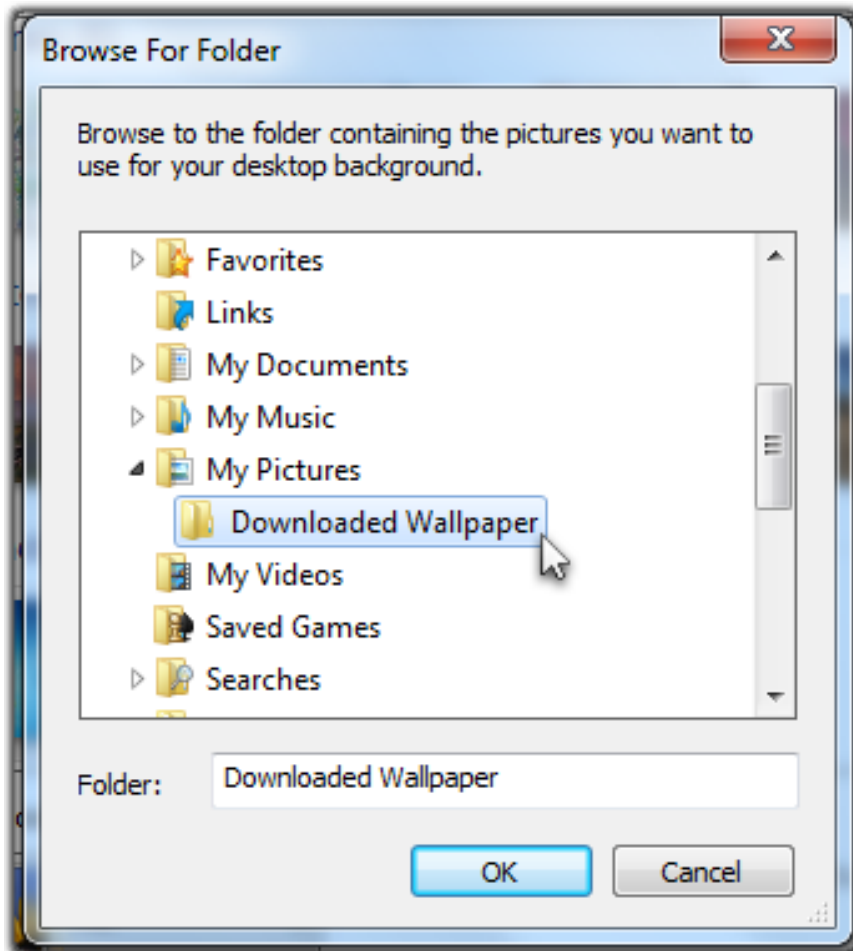 Browse For Folder
Browse to the folder containing the pictures you want to
use for your desktop background.
Favorites
Links
My Documents
My Music
My Pictures
Downloaded Wallpaper
My Videos
Saved Games
Searches
Folder: Downloaded Wallpaper
OK Cancel